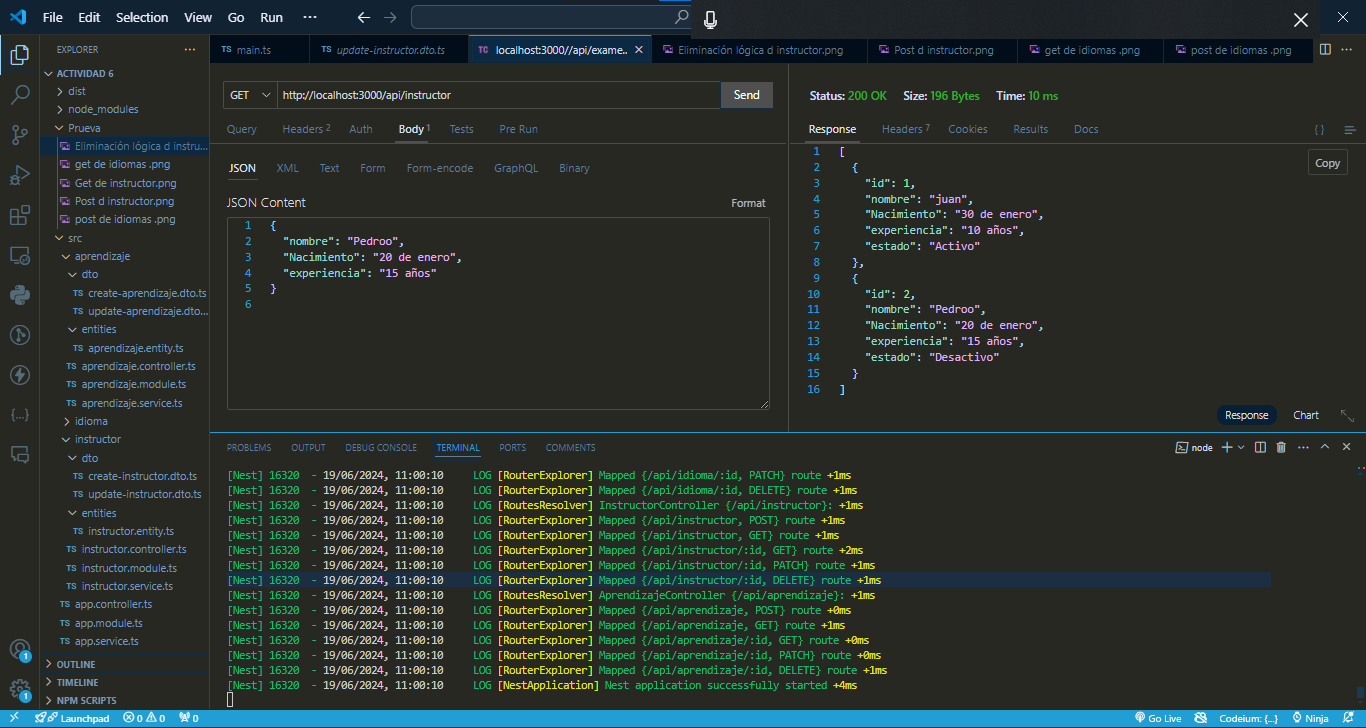 File Edit Selection View Go Run ···
EXPLORER ···
ACTIVIDAD 6
dist
node_modules
Prueva
Eliminación lógica d instru...
get de idiomas .png
Get de instructor.png
Post d instructor.png
post de idiomas .png
src
aprendizaje
dto
TS create-aprendizaje.dto.ts
TS update-aprendizaje.dto...
entities
TS aprendizaje.entity.ts
TS aprendizaje.controller.ts
TS aprendizaje.module.ts
TS aprendizaje.service.ts
idioma
instructor
dto
TS create-instructor.dto.ts
TS update-instructor.dto.ts
entities
TS instructor.entity.ts
TS instructor.controller.ts
TS instructor.module.ts
TS instructor.service.ts
TS app.controller.ts
TS app.module.ts
TS app.service.ts
OUTLINE
TIMELINE
NPM SCRIPTS
1
1
TS main.ts
TS update-instructor.dto.ts
TC localhost:3000//api/exame..
Eliminación lógica d instructor.png
Post d instructor.png
get de idiomas .png
post de idiomas .png
GET http://localhost:3000/api/instructor Send
Query Headers 2 Auth Body 1 Tests Pre Run
JSON XML Text Form Form-encode GraphQL Binary
JSON Content Format
1 {
2 "nombre": "Pedroo",
3 "Nacimiento": "20 de enero",
4 "experiencia": "15 años"
5 }
6
Status: 200 OK Size: 196 Bytes Time: 10 ms
Response Headers 7 Cookies Results Docs { }
Copy
1 [
2 {
3 "id": 1,
4 "nombre": "juan",
5 "Nacimiento": "30 de enero",
6 "experiencia": "10 años",
7 "estado": "Activo"
8 },
9 {
10 "id": 2,
11 "nombre": "Pedroo",
12 "Nacimiento": "20 de enero",
13 "experiencia": "15 años",
14 "estado": "Desactivo"
15 }
16 ]
Response Chart
PROBLEMS OUTPUT DEBUG CONSOLE TERMINAL PORTS COMMENTS node
[Nest] 16320 - 19/06/2024, 11:00:10 LOG [RouterExplorer] Mapped {/api/idioma/:id, PATCH} route +1ms
[Nest] 16320 - 19/06/2024, 11:00:10 LOG [RouterExplorer] Mapped {/api/idioma/:id, DELETE} route +1ms
[Nest] 16320 - 19/06/2024, 11:00:10 LOG [RoutesResolver] InstructorController {/api/instructor}: +1ms
[Nest] 16320 - 19/06/2024, 11:00:10 LOG [RouterExplorer] Mapped {/api/instructor, POST} route +1ms
[Nest] 16320 - 19/06/2024, 11:00:10 LOG [RouterExplorer] Mapped {/api/instructor, GET} route +1ms
[Nest] 16320 - 19/06/2024, 11:00:10 LOG [RouterExplorer] Mapped {/api/instructor/:id, GET} route +2ms
[Nest] 16320 - 19/06/2024, 11:00:10 LOG [RouterExplorer] Mapped {/api/instructor/:id, PATCH} route +1ms
[Nest] 16320 - 19/06/2024, 11:00:10 LOG [RouterExplorer] Mapped {/api/instructor/:id, DELETE} route +1ms
[Nest] 16320 - 19/06/2024, 11:00:10 LOG [RoutesResolver] AprendizajeController {/api/aprendizaje}: +1ms
[Nest] 16320 - 19/06/2024, 11:00:10 LOG [RouterExplorer] Mapped {/api/aprendizaje, POST} route +0ms
[Nest] 16320 - 19/06/2024, 11:00:10 LOG [RouterExplorer] Mapped {/api/aprendizaje, GET} route +1ms
[Nest] 16320 - 19/06/2024, 11:00:10 LOG [RouterExplorer] Mapped {/api/aprendizaje/:id, GET} route +0ms
[Nest] 16320 - 19/06/2024, 11:00:10 LOG [RouterExplorer] Mapped {/api/aprendizaje/:id, PATCH} route +0ms
[Nest] 16320 - 19/06/2024, 11:00:10 LOG [RouterExplorer] Mapped {/api/aprendizaje/:id, DELETE} route +1ms
[Nest] 16320 - 19/06/2024, 11:00:10 LOG [NestApplication] Nest application successfully started +4ms
Launchpad 0 0 0 Go Live Codeium: {...} Ninja